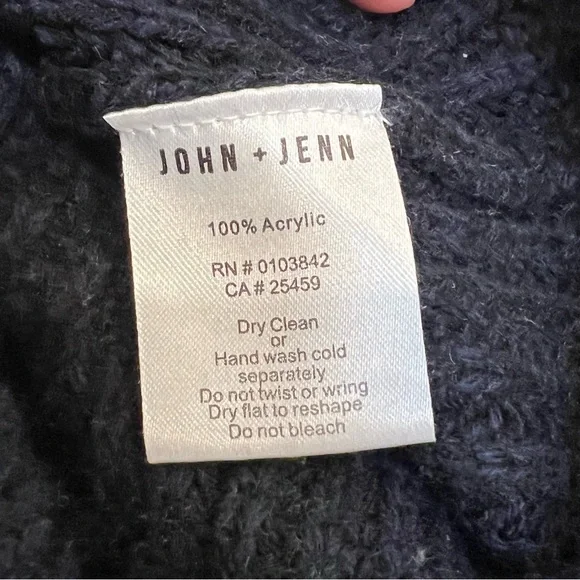 JOHN + JENN
100% Acrylic
RN # 0103842
CA # 25459
Dry Clean
or
Hand wash cold
separately
Do not twist or wring
Dry flat to reshape
Do not bleach